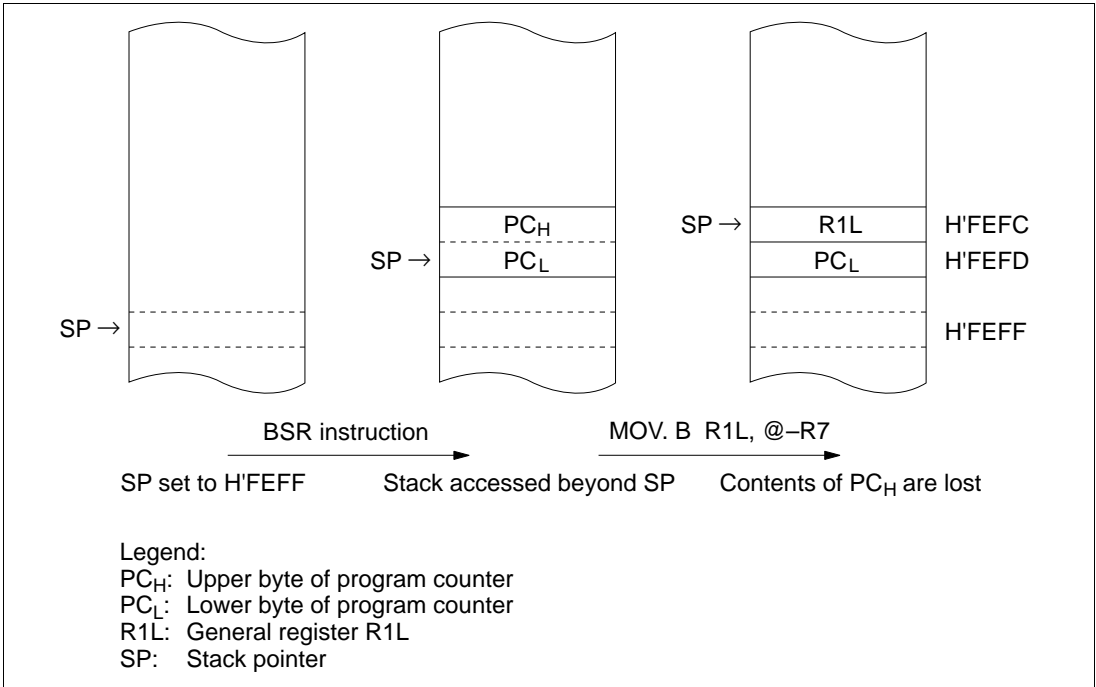 PCH
SP → R1L H'FEFC
SP → PCL PCL H'FEFD
SP → H'FEFF
BSR instruction MOV. B R1L, @–R7
SP set to H'FEFF Stack accessed beyond SP Contents of PCH are lost
Legend:
PCH: Upper byte of program counter
PCL: Lower byte of program counter
R1L: General register R1L
SP: Stack pointer